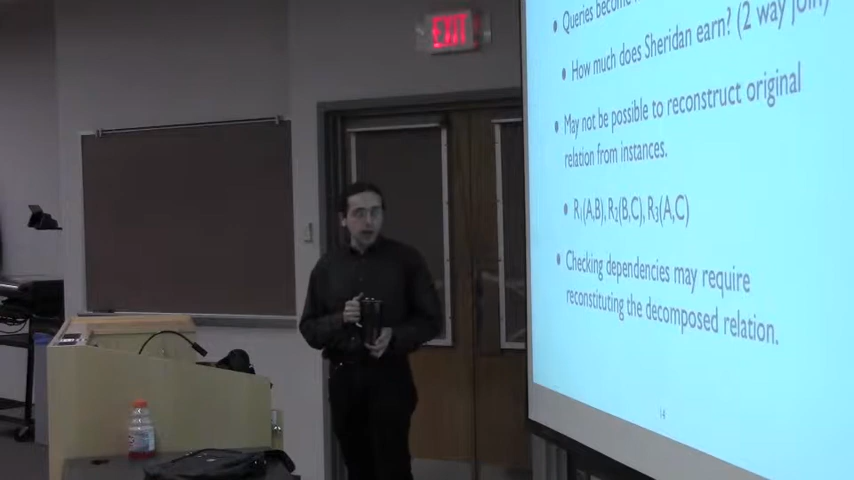 EXIT
• Queries become
• How much does Sheridan earn? (2 way join)
• May not be possible to reconstruct original
relation from instances.
• R₁(A,B), R₂(B,C), R₃(A,C)
• Checking dependencies may require
reconstituting the decomposed relation.
14